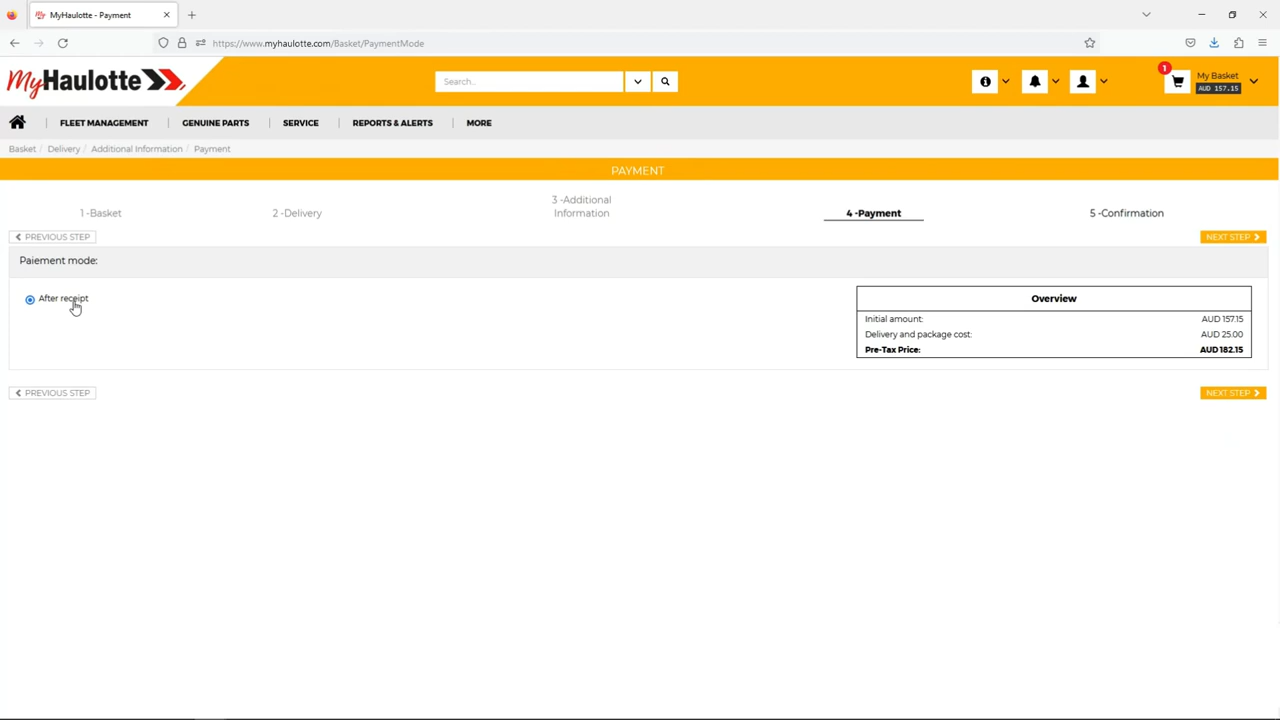 MyHaulotte - Payment
https://www.myhaulotte.com/Basket/PaymentMode
MyHaulotte
Search...
1
My Basket
AUD 157.15
FLEET MANAGEMENT
GENUINE PARTS
SERVICE
REPORTS & ALERTS
MORE
Basket / Delivery / Additional Information / Payment
PAYMENT
1 -Basket
2 -Delivery
3 -Additional
Information
4 -Payment
5 -Confirmation
PREVIOUS STEP
NEXT STEP
Paiement mode:
After receipt
Overview
Initial amount: AUD 157.15
Delivery and package cost: AUD 25.00
Pre-Tax Price: AUD 182.15
PREVIOUS STEP
NEXT STEP